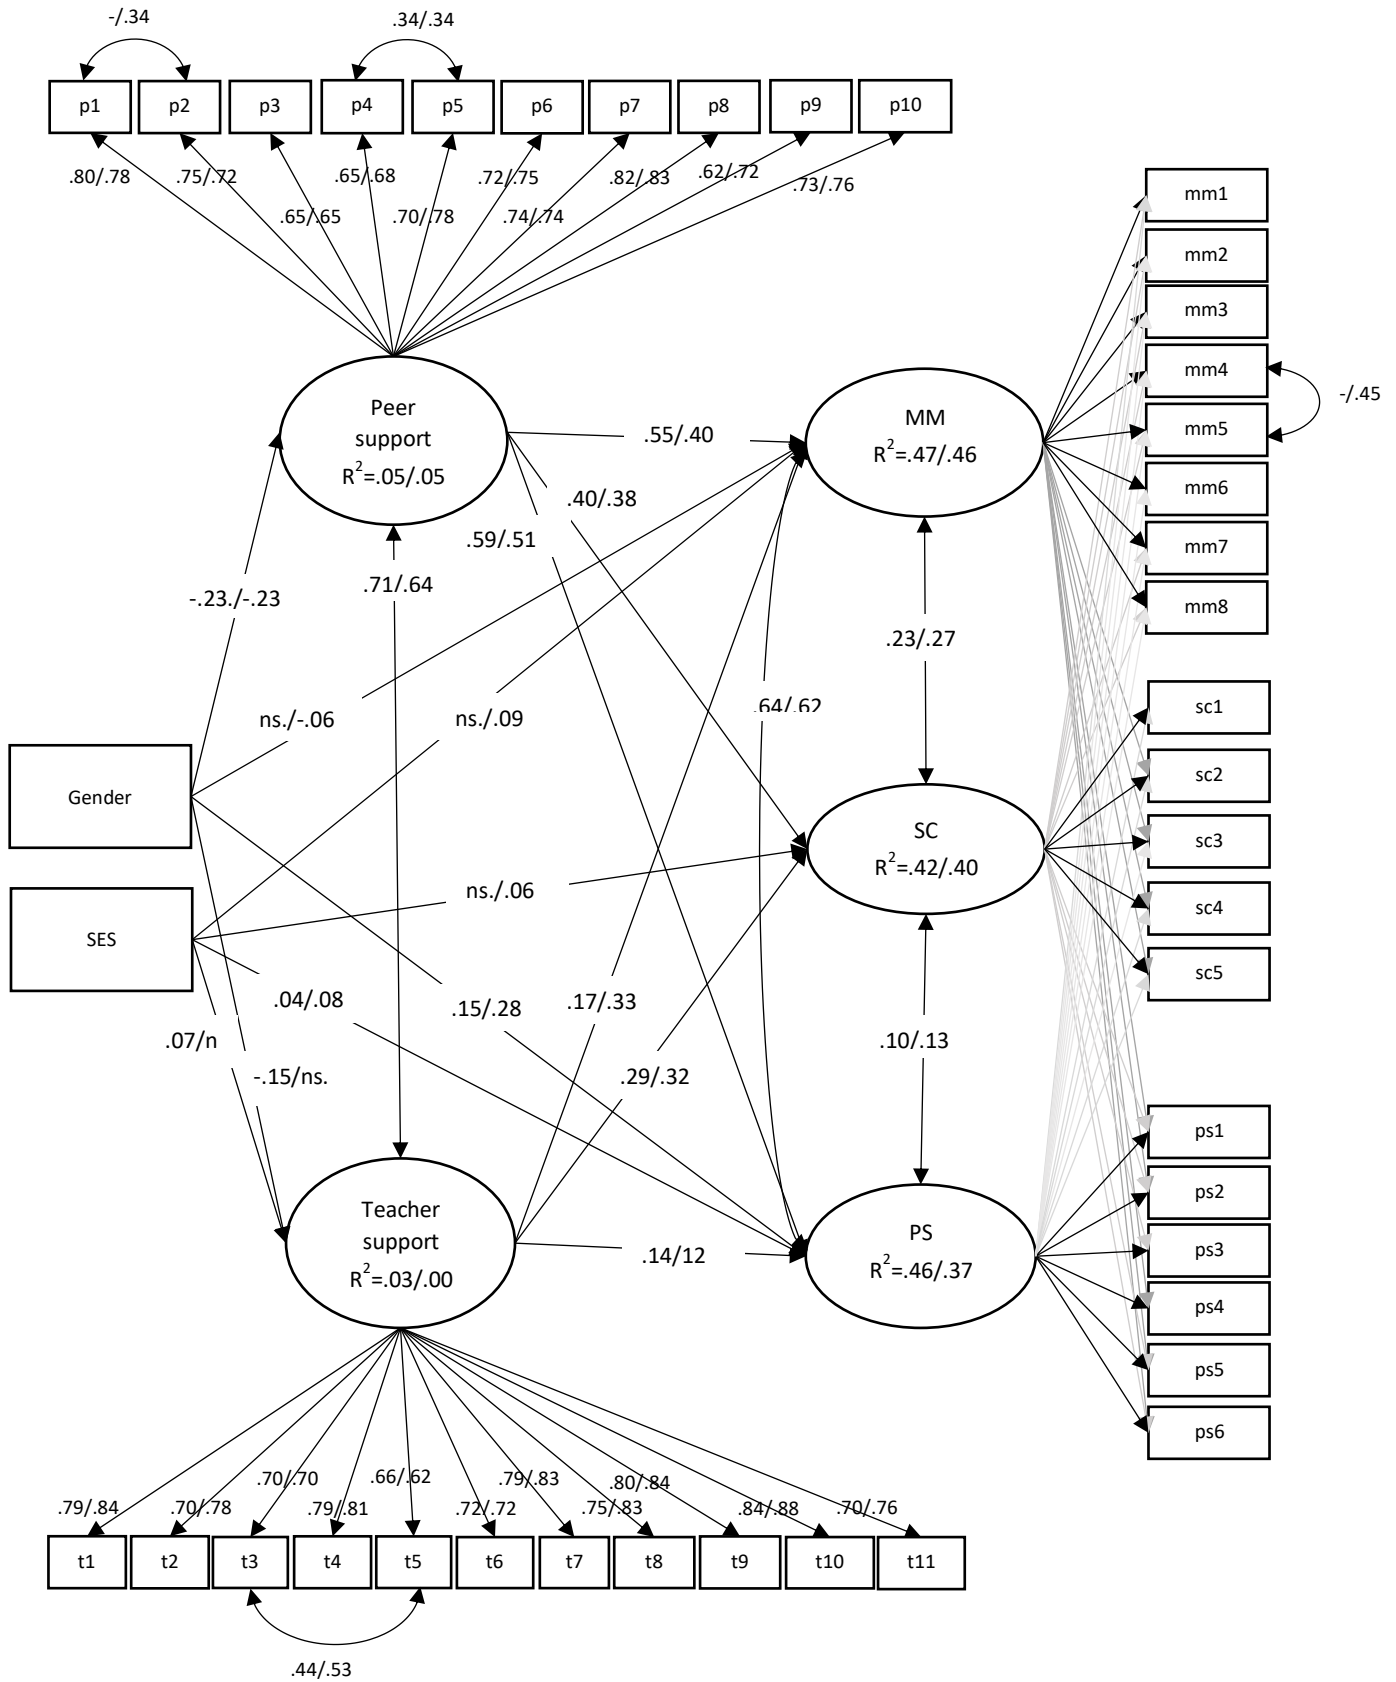 -/.34
.34/.34
p1
p2
p3
p4
p5
p6
p7
p8
p9
p10
.80/.78
.75/.72
.65/.65
.65/.68
.70/.78
.72/.75
.74/.74
.82/.83
.62/.72
.73/.76
mm1
mm2
mm3
mm4
mm5
mm6
mm7
mm8
-/.45
Peer
support
R2=.05/.05
MM
R2=.47/.46
.55/.40
.40/.38
.59/.51
-.23./-.23
.71/.64
.23/.27
ns./-.06
ns./.09
.64/.62
sc1
sc2
sc3
sc4
sc5
Gender
SC
R2=.42/.40
SES
ns./.06
.04/.08
.15/.28
.17/.33
.07/n
-.15/ns.
.29/.32
.10/.13
ps1
ps2
ps3
ps4
ps5
ps6
Teacher
support
R2=.03/.00
.14/12
PS
R2=.46/.37
.79/.84
.70/.78
.70/.70
.79/.81
.66/.62
.72/.72
.79/.83
.75/.83
.80/.84
.84/.88
.70/.76
t1
t2
t3
t4
t5
t6
t7
t8
t9
t10
t11
.44/.53